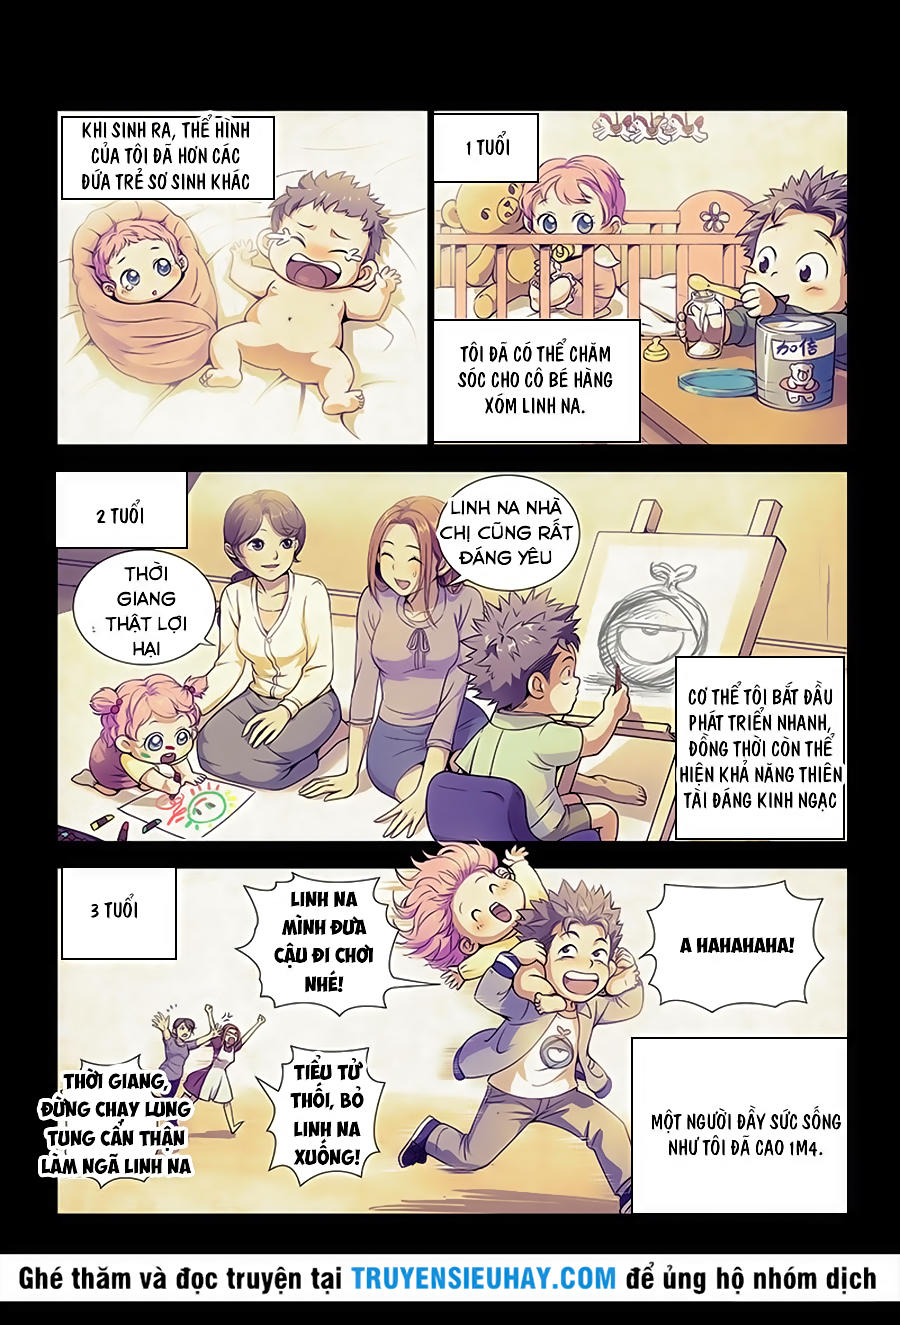 KHI SINH RA, THỂ HÌNH
CỦA TÔI ĐÃ HƠN CÁC
ĐỨA TRẺ SƠ SINH KHÁC
1 TUỔI
加信
TÔI ĐÃ CÓ THỂ CHĂM
SÓC CHO CÔ BÉ HÀNG
XÓM LINH NA.
2 TUỔI
THỜI
GIANG
THẬT LỢI
HẠI
LINH NA NHÀ
CHỊ CŨNG RẤT
ĐÁNG YÊU
CƠ THỂ TÔI BẮT ĐẦU
PHÁT TRIỂN NHANH,
ĐỒNG THỜI CÒN THỂ
HIỆN KHẢ NĂNG THIÊN
TÀI ĐÁNG KINH NGẠC
3 TUỔI
LINH NA
MÌNH ĐƯA
CẬU ĐI CHƠI
NHÉ!
A HAHAHAHA!
THỜI GIANG,
ĐỪNG CHẠY LUNG
TUNG CẨN THẬN
LÀM NGÃ LINH NA
TIỂU TỬ
THỐI, BỎ
LINH NA
XUỐNG!
MỘT NGƯỜI ĐẦY SỨC SỐNG
NHƯ TÔI ĐÃ CAO 1M4.
Ghé thăm và đọc truyện tại TRUYENSIEUHAY.COM để ủng hộ nhóm dịch